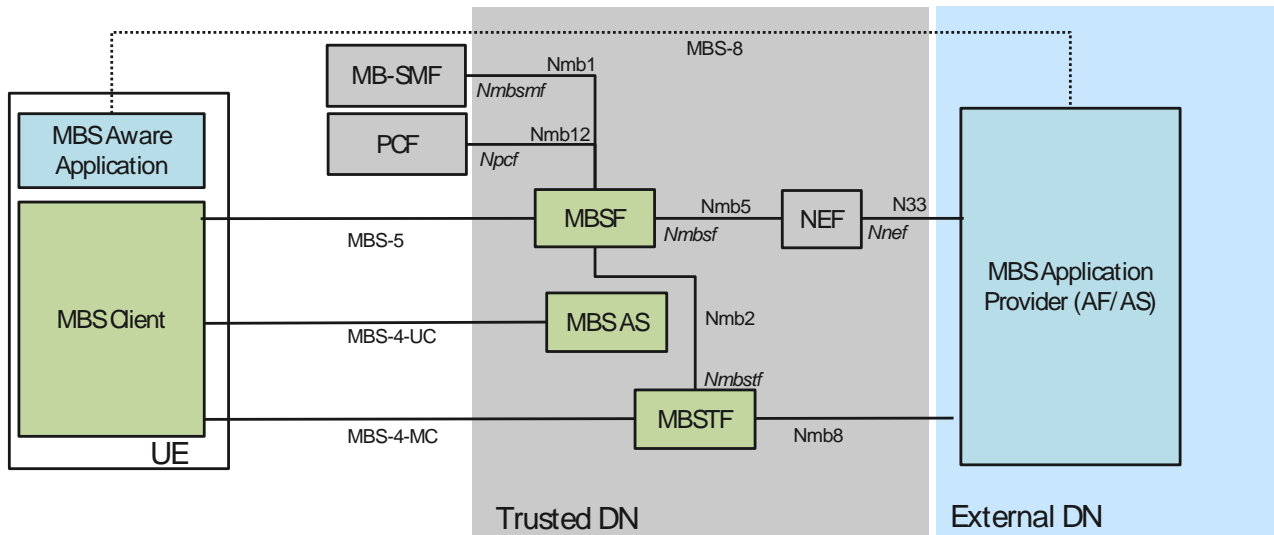 MBS-8
MB-SMF
Nmb1
Nmbsmf
MBS Aware
Application
PCF
Nmb12
Npcf
MBSF
Nmb5
Nmbsf
NEF
N33
Nnef
MBS-5
MBS Application
Provider (AF/AS)
MBS Client
MBS AS
Nmb2
MBS-4-UC
Nmbstf
MBSTF
MBS-4-MC
Nmb8
UE
Trusted DN
External DN